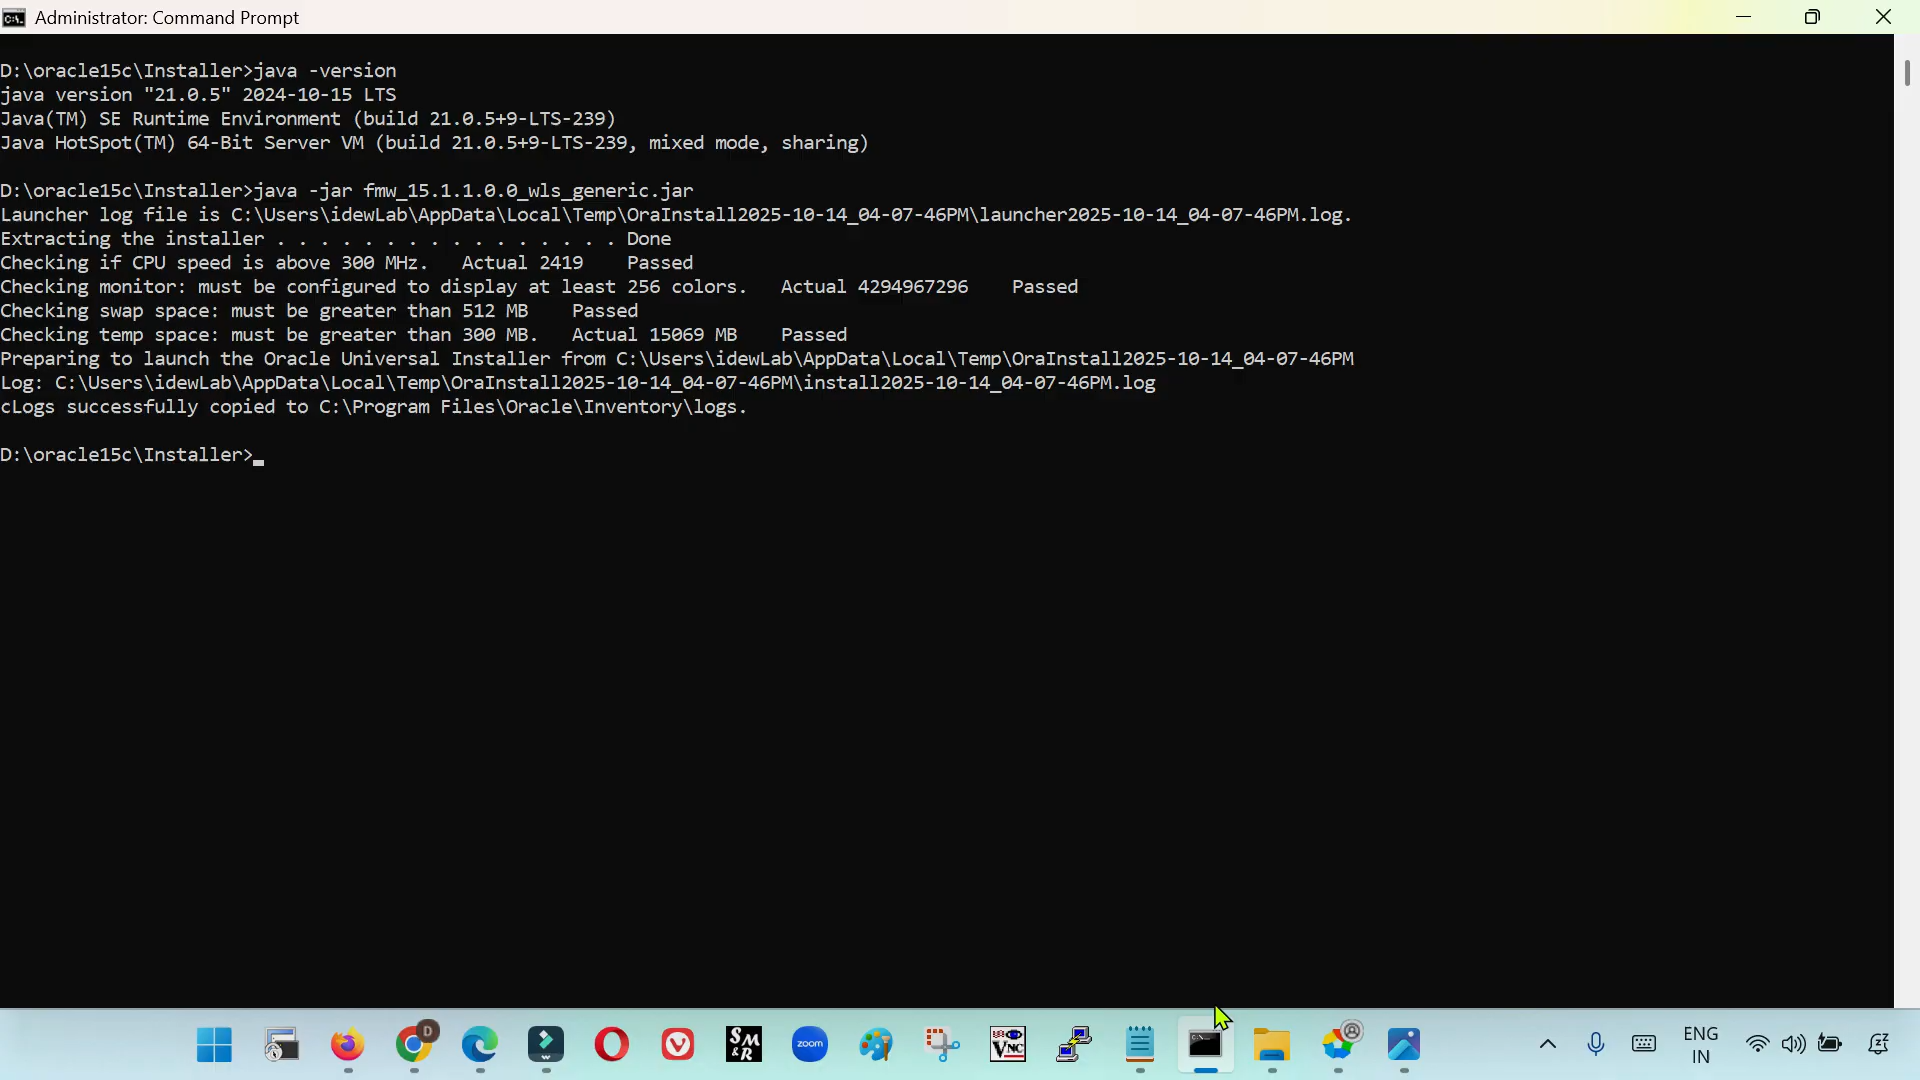 Administrator: Command Prompt
D:\oracle15c\Installer>java -version
java version "21.0.5" 2024-10-15 LTS
Java(TM) SE Runtime Environment (build 21.0.5+9-LTS-239)
Java HotSpot(TM) 64-Bit Server VM (build 21.0.5+9-LTS-239, mixed mode, sharing)
D:\oracle15c\Installer>java -jar fmw_15.1.1.0.0_wls_generic.jar
Launcher log file is C:\Users\idewLab\AppData\Local\Temp\OraInstall2025-10-14_04-07-46PM\launcher2025-10-14_04-07-46PM.log.
Extracting the installer . . . . . . . . . . . . . . . . Done
Checking if CPU speed is above 300 MHz.   Actual 2419    Passed
Checking monitor: must be configured to display at least 256 colors.   Actual 4294967296    Passed
Checking swap space: must be greater than 512 MB    Passed
Checking temp space: must be greater than 300 MB.   Actual 15069 MB    Passed
Preparing to launch the Oracle Universal Installer from C:\Users\idewLab\AppData\Local\Temp\OraInstall2025-10-14_04-07-46PM
Log: C:\Users\idewLab\AppData\Local\Temp\OraInstall2025-10-14_04-07-46PM\install2025-10-14_04-07-46PM.log
cLogs successfully copied to C:\Program Files\Oracle\Inventory\logs.
D:\oracle15c\Installer>
D
SM
&R
zoom
VNC
ENG
IN